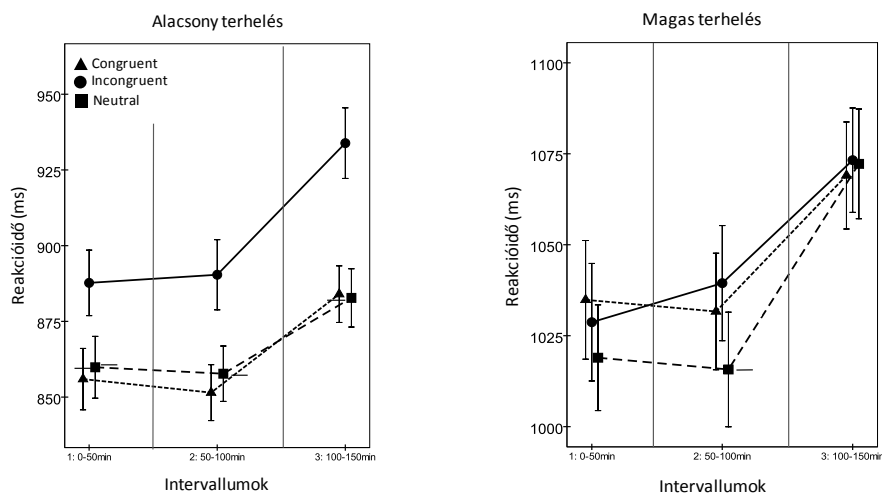 Alacsony terhelés
Congruent
Incongruent
Neutral
950
925
900
875
850
Reakcióidő (ms)
1: 0-50min
2: 50-100min
3: 100-150min
Intervallumok
Magas terhelés
1100
1075
1050
1025
1000
Reakcióidő (ms)
1: 0-50min
2: 50-100min
3: 100-150min
Intervallumok